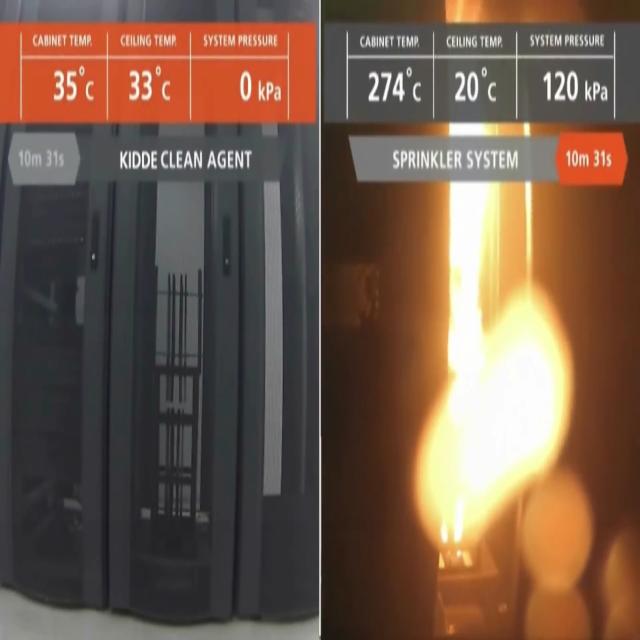 CABINET TEMP. CEILING TEMP. SYSTEM PRESSURE
35°C 33°C 0 kPa
10m 31s KIDDE CLEAN AGENT
CABINET TEMP. CEILING TEMP. SYSTEM PRESSURE
274°C 20°C 120 kPa
SPRINKLER SYSTEM 10m 31s